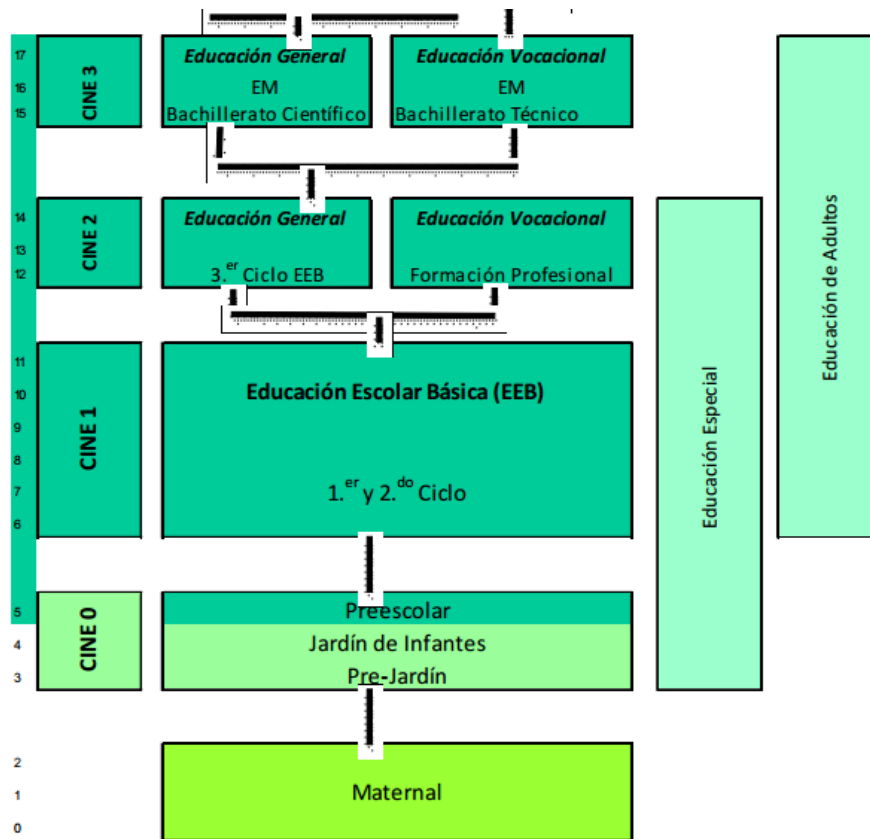 17
16
15
CINE 3
Educación General
EM
Bachillerato Científico
Educación Vocacional
EM
Bachillerato Técnico
14
13
12
CINE 2
Educación General
3.er Ciclo EEB
Educación Vocacional
Formación Profesional
11
10
9
8
7
6
CINE 1
Educación Escolar Básica (EEB)
1.er y 2.do Ciclo
5
4
3
CINE 0
Preescolar
Jardín de Infantes
Pre-Jardín
2
1
0
Maternal
Educación Especial
Educación de Adultos